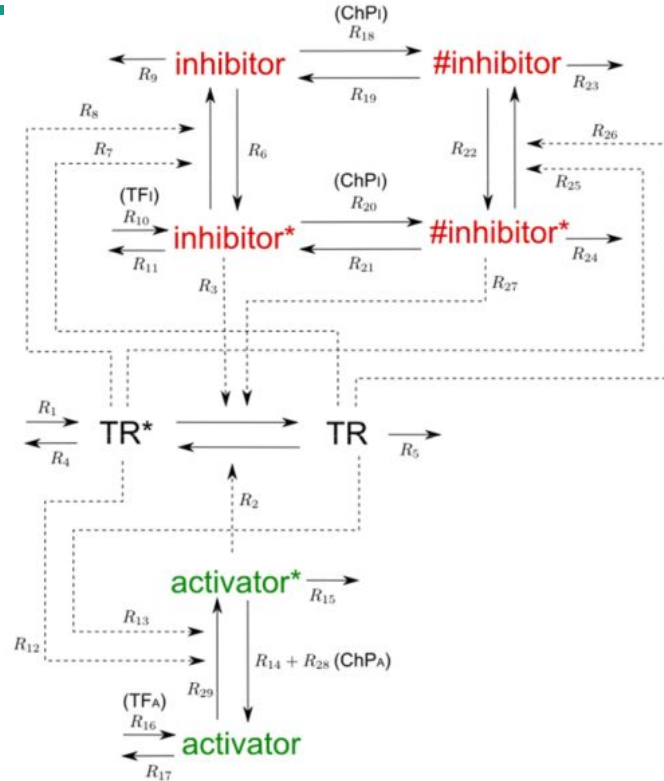 (ChPI)
R18
R9 inhibitor #inhibitor R23
R19
R8
R7
R6
R22
R26
R25
(TFI)
(ChPI)
R10
R20
inhibitor* #inhibitor*
R11
R21
R24
R3
R27
R1
TR* TR
R4
R5
R2
activator*
R15
R13
R12
R14 + R28 (ChPA)
R29
(TFA)
R16
activator
R17